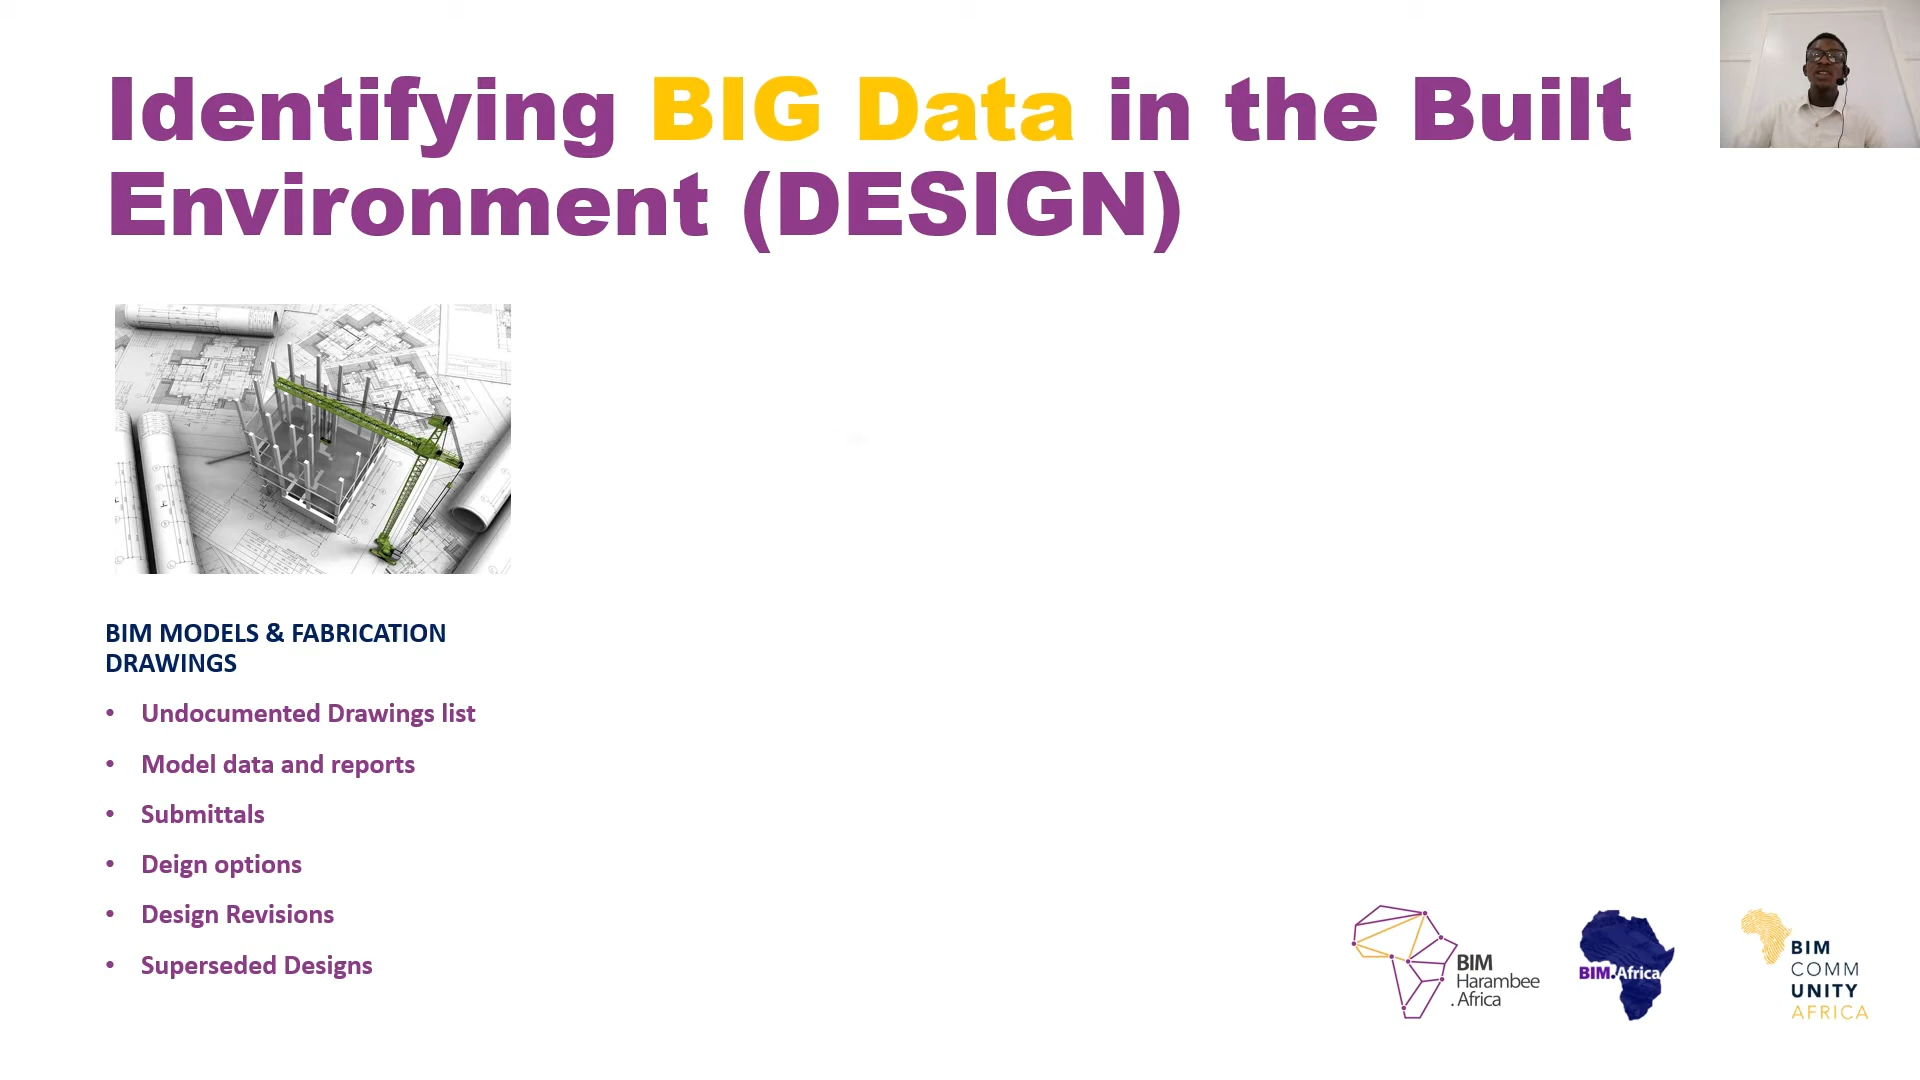 Identifying BIG Data in the Built
Environment (DESIGN)
BIM MODELS & FABRICATION
DRAWINGS
• Undocumented Drawings list
• Model data and reports
• Submittals
• Deign options
• Design Revisions
• Superseded Designs
BIM
Harambee
.Africa
BIM.Africa
BIM
COMM
UNITY
AFRICA